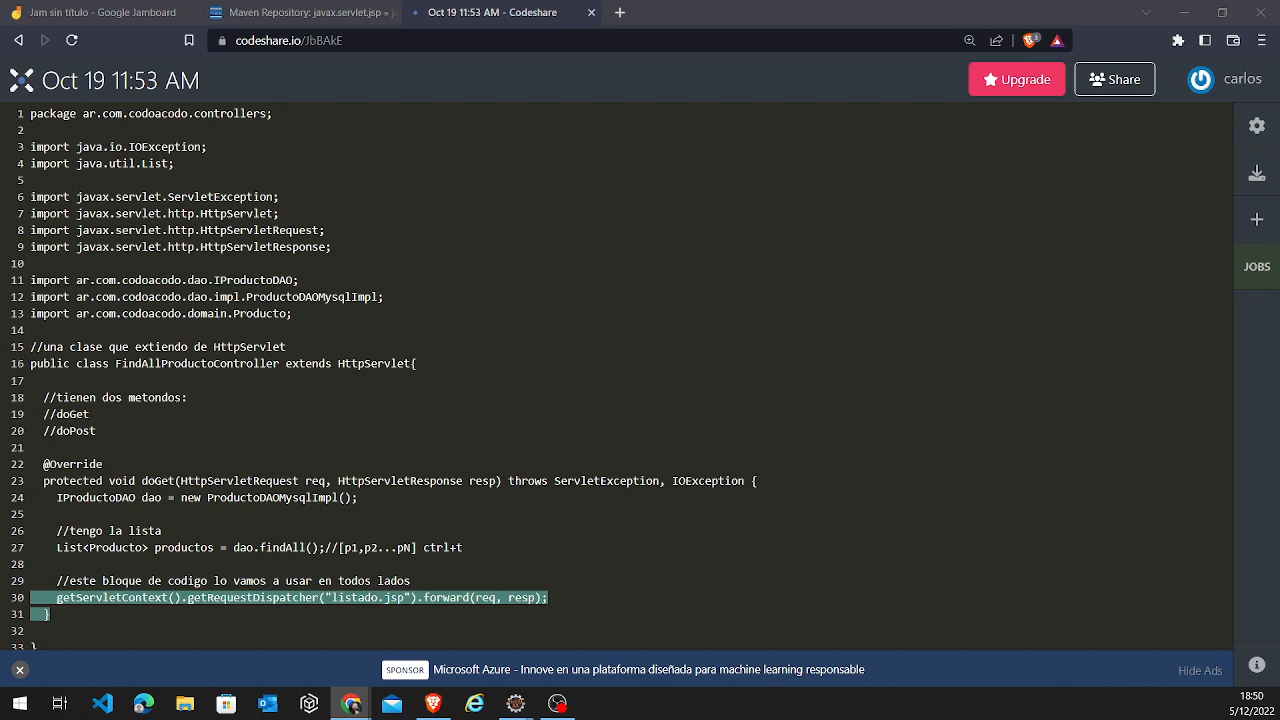 Jam sin título - Google Jamboard
Maven Repository: javax.servlet.jsp »
Oct 19 11:53 AM - Codeshare
codeshare.io/JbBAkE
3
Oct 19 11:53 AM
Upgrade
Share
carlos
1 package ar.com.codoacodo.controllers;
2
3 import java.io.IOException;
4 import java.util.List;
5
6 import javax.servlet.ServletException;
7 import javax.servlet.http.HttpServlet;
8 import javax.servlet.http.HttpServletRequest;
9 import javax.servlet.http.HttpServletResponse;
10
11 import ar.com.codoacodo.dao.IProductoDAO;
12 import ar.com.codoacodo.dao.impl.ProductoDAOMysqlImpl;
13 import ar.com.codoacodo.domain.Producto;
14
15 //una clase que extiendo de HttpServlet
16 public class FindAllProductoController extends HttpServlet{
17
18 //tienen dos metondos:
19 //doGet
20 //doPost
21
22 @Override
23 protected void doGet(HttpServletRequest req, HttpServletResponse resp) throws ServletException, IOException {
24 IProductoDAO dao = new ProductoDAOMysqlImpl();
25
26 //tengo la lista
27 List<Producto> productos = dao.findAll();//[p1,p2...pN] ctrl+t
28
29 //este bloque de codigo lo vamos a usar en todos lados
30 getServletContext().getRequestDispatcher("listado.jsp").forward(req, resp);
31 }
32
33 }
JOBS
SPONSOR Microsoft Azure - Innove en una plataforma diseñada para machine learning responsable
Hide Ads
18:50
5/12/2022